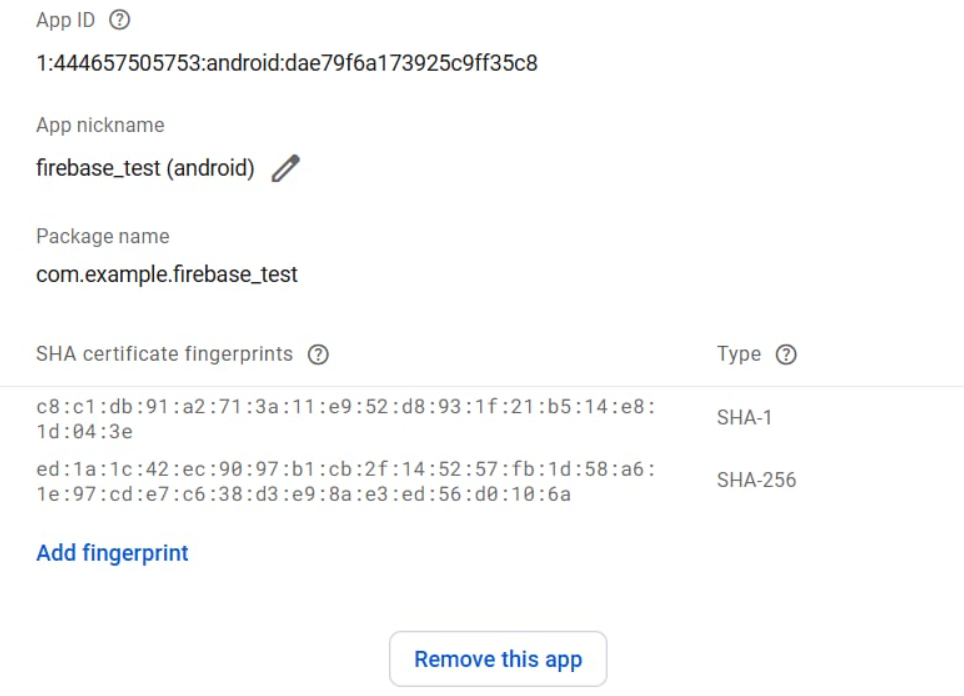 App ID
1:444657505753:android:dae79f6a173925c9ff35c8
App nickname
firebase_test (android)
Package name
com.example.firebase_test
SHA certificate fingerprints Type
c8:c1:db:91:a2:71:3a:11:e9:52:d8:93:1f:21:b5:14:e8:
1d:04:3e
SHA-1
ed:1a:1c:42:ec:90:97:b1:cb:2f:14:52:57:fb:1d:58:a6:
1e:97:cd:e7:c6:38:d3:e9:8a:e3:ed:56:d0:10:6a
SHA-256
Add fingerprint
Remove this app